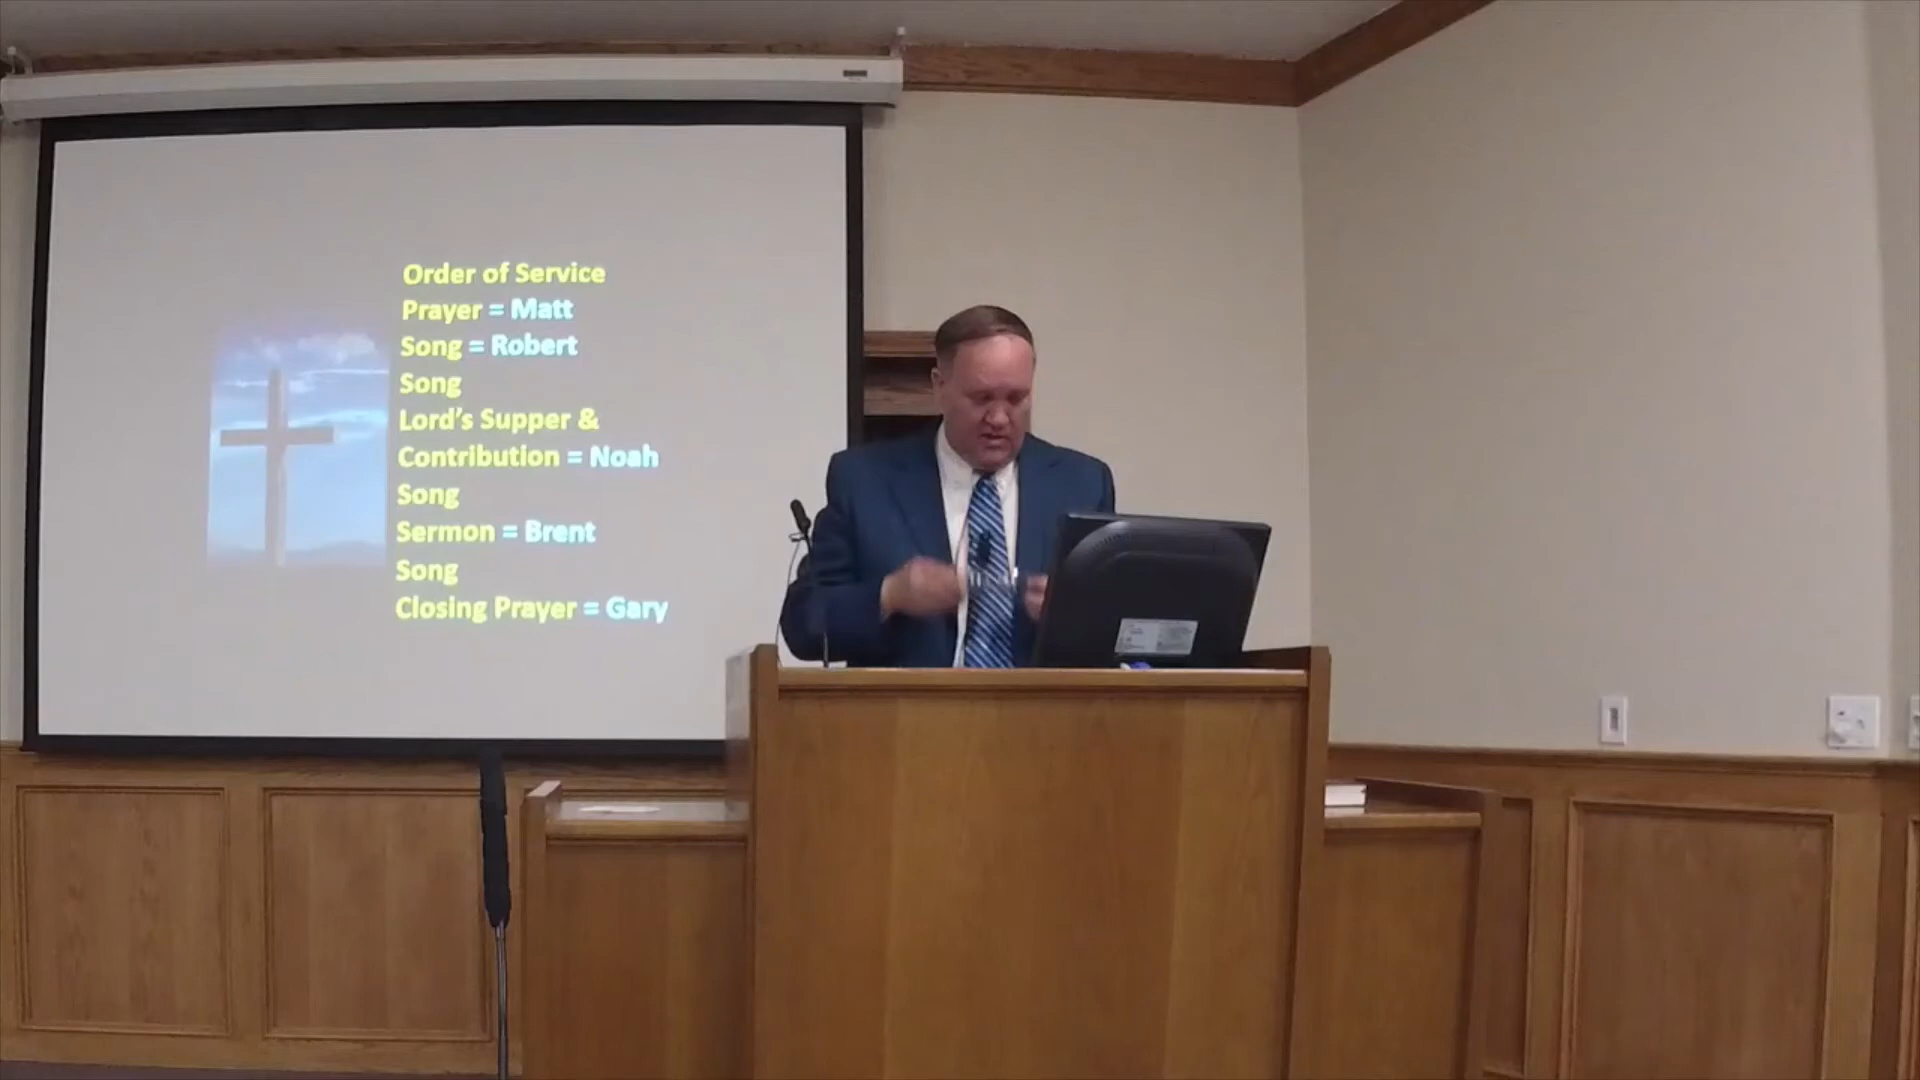 Order of Service
Prayer = Matt
Song = Robert
Song
Lord’s Supper &
Contribution = Noah
Song
Sermon = Brent
Song
Closing Prayer = Gary